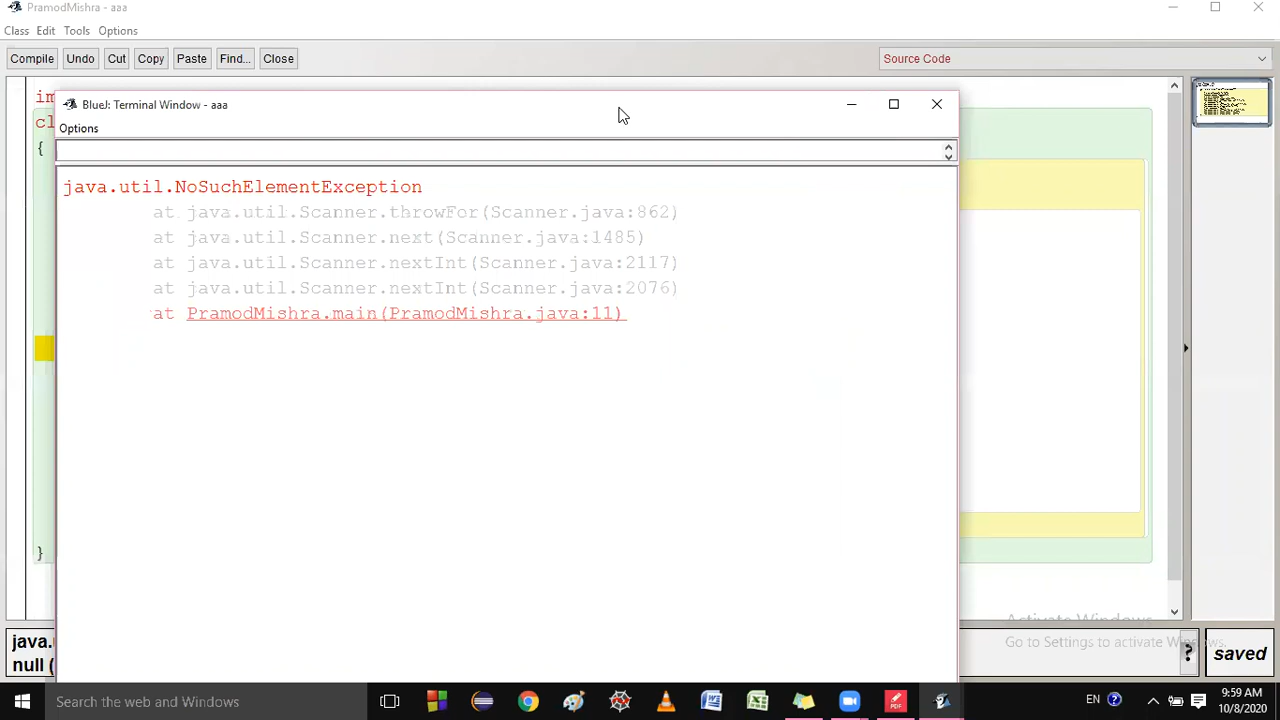 PramodMishra - aaa
Class Edit Tools Options
Compile Undo Cut Copy Paste Find... Close Source Code
im
cl
{
BlueJ: Terminal Window - aaa
Options
java.util.NoSuchElementException
at java.util.Scanner.throwFor(Scanner.java:862)
at java.util.Scanner.next(Scanner.java:1485)
at java.util.Scanner.nextInt(Scanner.java:2117)
at java.util.Scanner.nextInt(Scanner.java:2076)
at PramodMishra.main(PramodMishra.java:11)
}
Activate Windows
Go to Settings to activate Windows.
java.u
null (
? saved
Search the web and Windows
EN
9:59 AM
10/8/2020